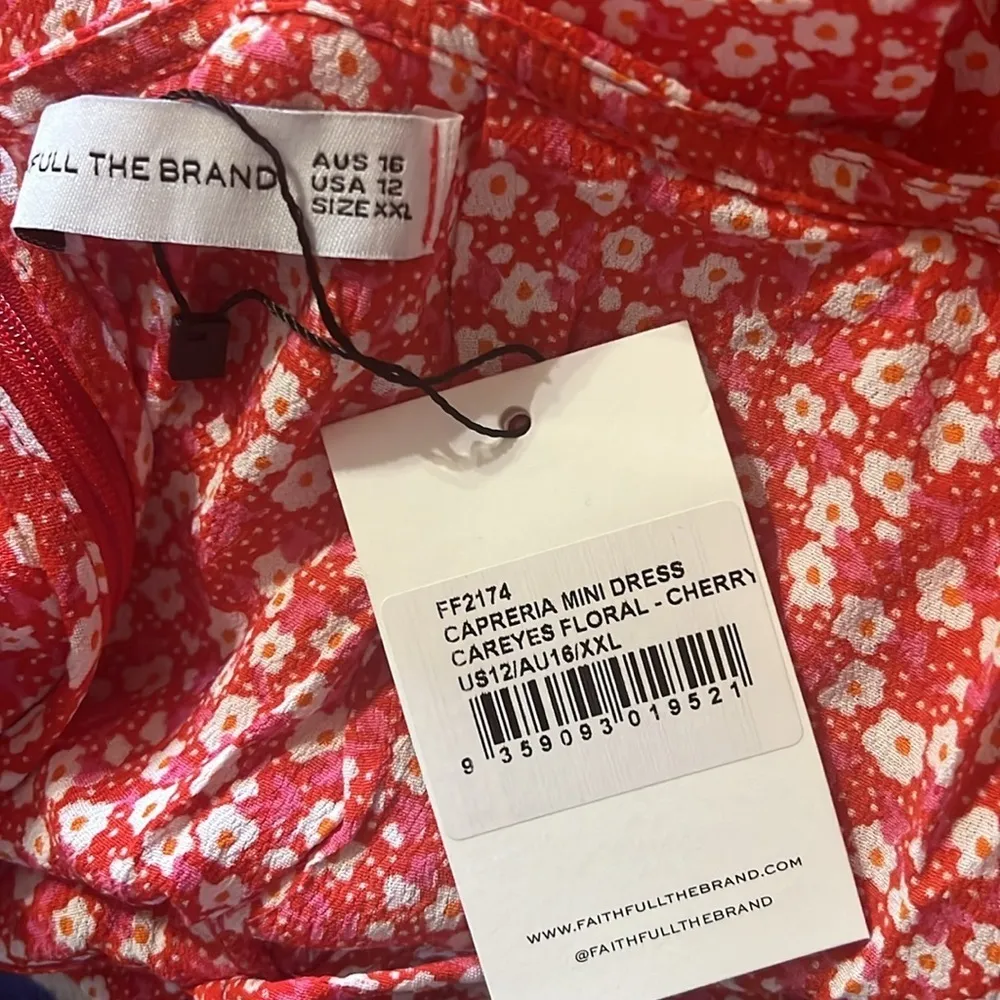 FULL THE BRAND
AUS 16
USA 12
SIZE XXL
FF2174
CAPRERIA MINI DRESS
CAREYES FLORAL - CHERRY
US12/AU16/XXL
9 359093 019521
WWW.FAITHFULLTHEBRAND.COM
@FAITHFULLTHEBRAND